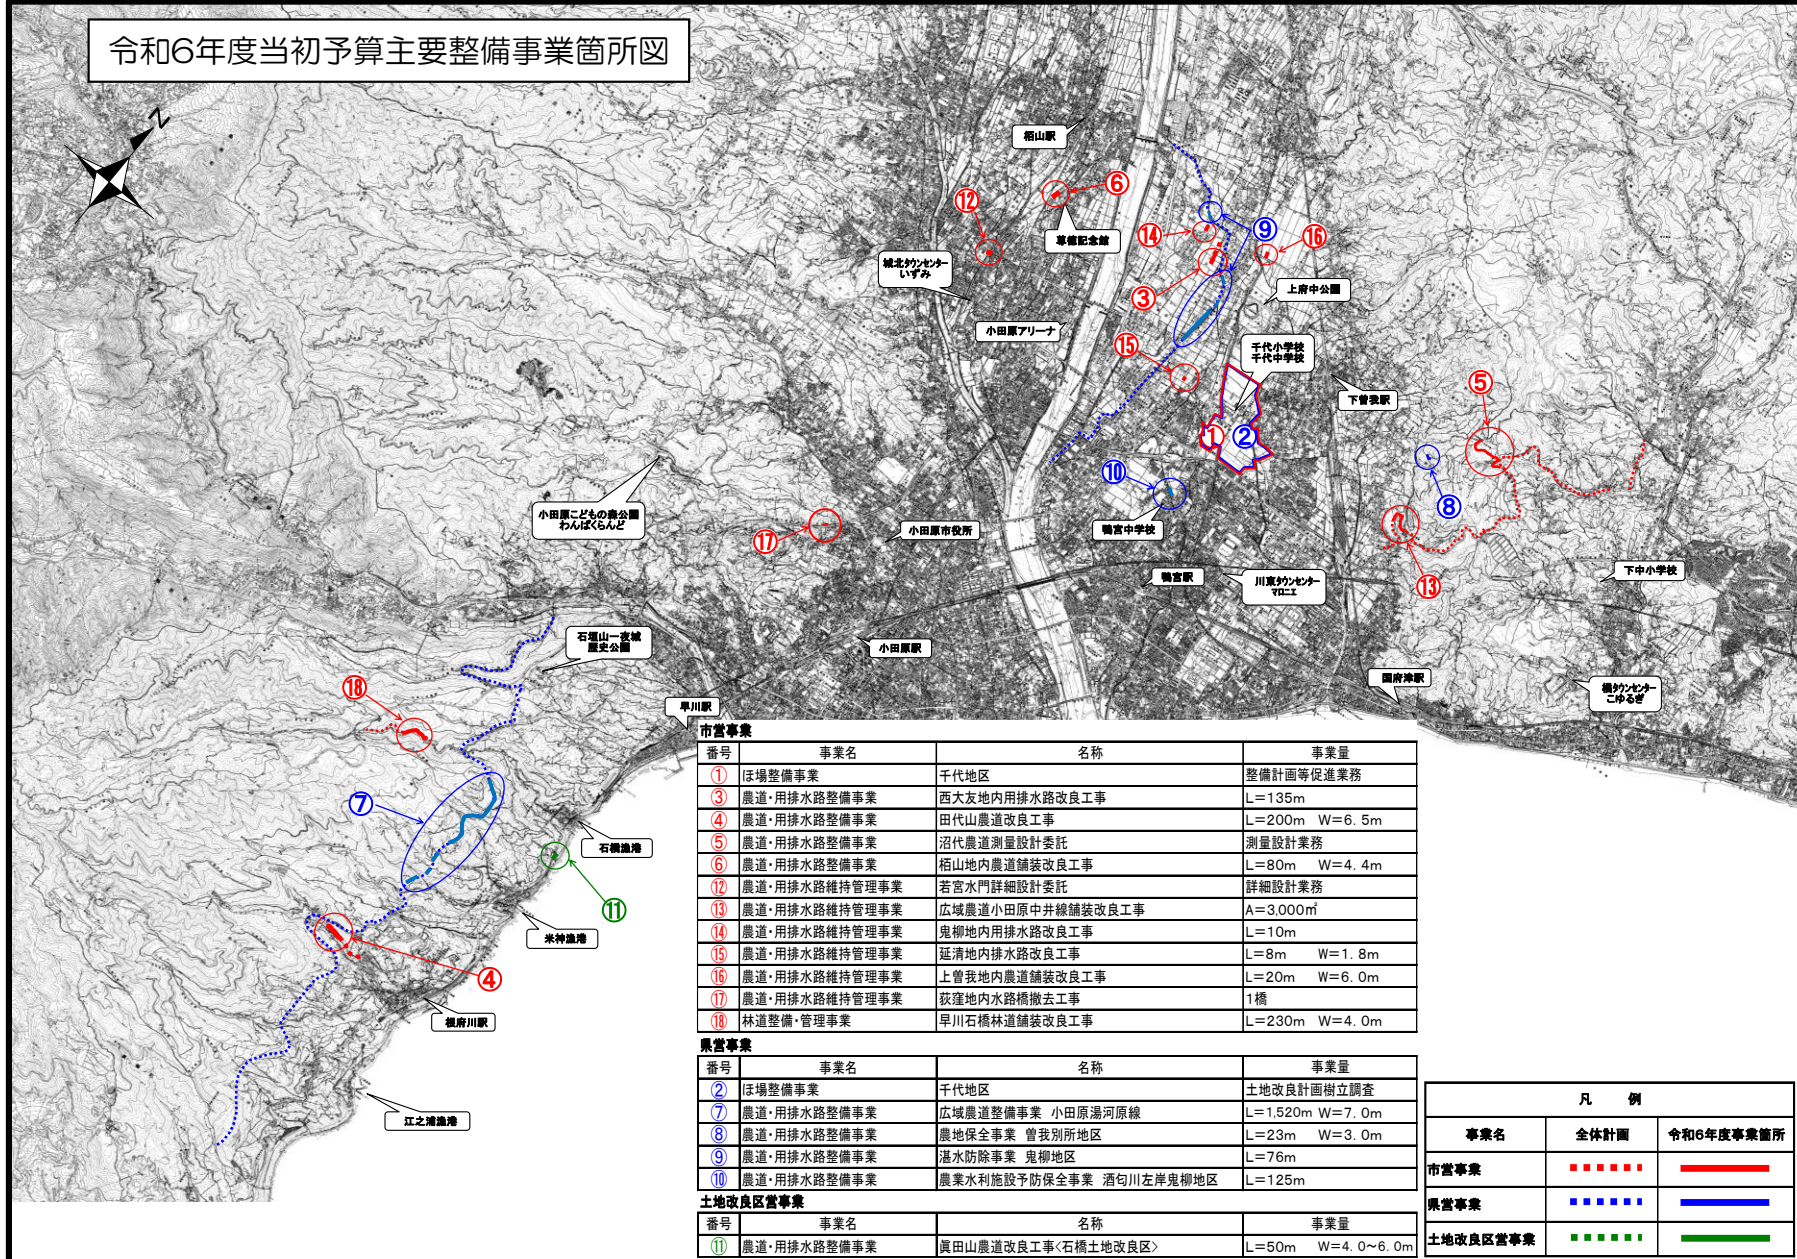 令和6年度当初予算主要整備事業箇所図
N
栢山駅
⑥
⑫
尊徳記念館
⑭
⑨
⑯
城北タウンセンター
いずみ
③
上府中公園
小田原アリーナ
⑮
千代小学校
千代中学校
下曽我駅
⑤
①
②
⑩
⑧
小田原こどもの森公園
わんぱくらんど
⑰
小田原市役所
鴨宮中学校
⑬
鴨宮駅
川東タウンセンター
マロニエ
下中小学校
石垣山一夜城
歴史公園
小田原駅
⑱
早川駅
国府津駅
橘タウンセンター
こゆるぎ
⑦
石橋漁港
⑪
米神漁港
④
根府川駅
江之浦漁港
市営事業
番号 事業名 名称 事業量
① ほ場整備事業 千代地区 整備計画等促進業務
③ 農道・用排水路整備事業 西大友地内用排水路改良工事 L=135m
④ 農道・用排水路整備事業 田代山農道改良工事 L=200m W=6.5m
⑤ 農道・用排水路整備事業 沼代農道測量設計委託 測量設計業務
⑥ 農道・用排水路整備事業 栢山地内農道舗装改良工事 L=80m W=4.4m
⑫ 農道・用排水路維持管理事業 若宮水門詳細設計委託 詳細設計業務
⑬ 農道・用排水路維持管理事業 広域農道小田原中井線舗装改良工事 A=3,000㎡
⑭ 農道・用排水路維持管理事業 鬼柳地内用排水路改良工事 L=10m
⑮ 農道・用排水路維持管理事業 延清地内排水路改良工事 L=8m W=1.8m
⑯ 農道・用排水路維持管理事業 上曽我地内農道舗装改良工事 L=20m W=6.0m
⑰ 農道・用排水路維持管理事業 荻窪地内水路橋撤去工事 1橋
⑱ 林道整備・管理事業 早川石橋林道舗装改良工事 L=230m W=4.0m
県営事業
番号 事業名 名称 事業量
② ほ場整備事業 千代地区 土地改良計画樹立調査
⑦ 農道・用排水路整備事業 広域農道整備事業 小田原湯河原線 L=1,520m W=7.0m
⑧ 農道・用排水路整備事業 農地保全事業 曽我別所地区 L=23m W=3.0m
⑨ 農道・用排水路整備事業 湛水防除事業 鬼柳地区 L=76m
⑩ 農道・用排水路整備事業 農業水利施設予防保全事業 酒匂川左岸鬼柳地区 L=125m
土地改良区営事業
番号 事業名 名称 事業量
⑪ 農道・用排水路整備事業 眞田山農道改良工事<石橋土地改良区> L=50m W=4.0~6.0m
凡 例
事業名 全体計画 令和6年度事業箇所
市営事業
県営事業
土地改良区営事業